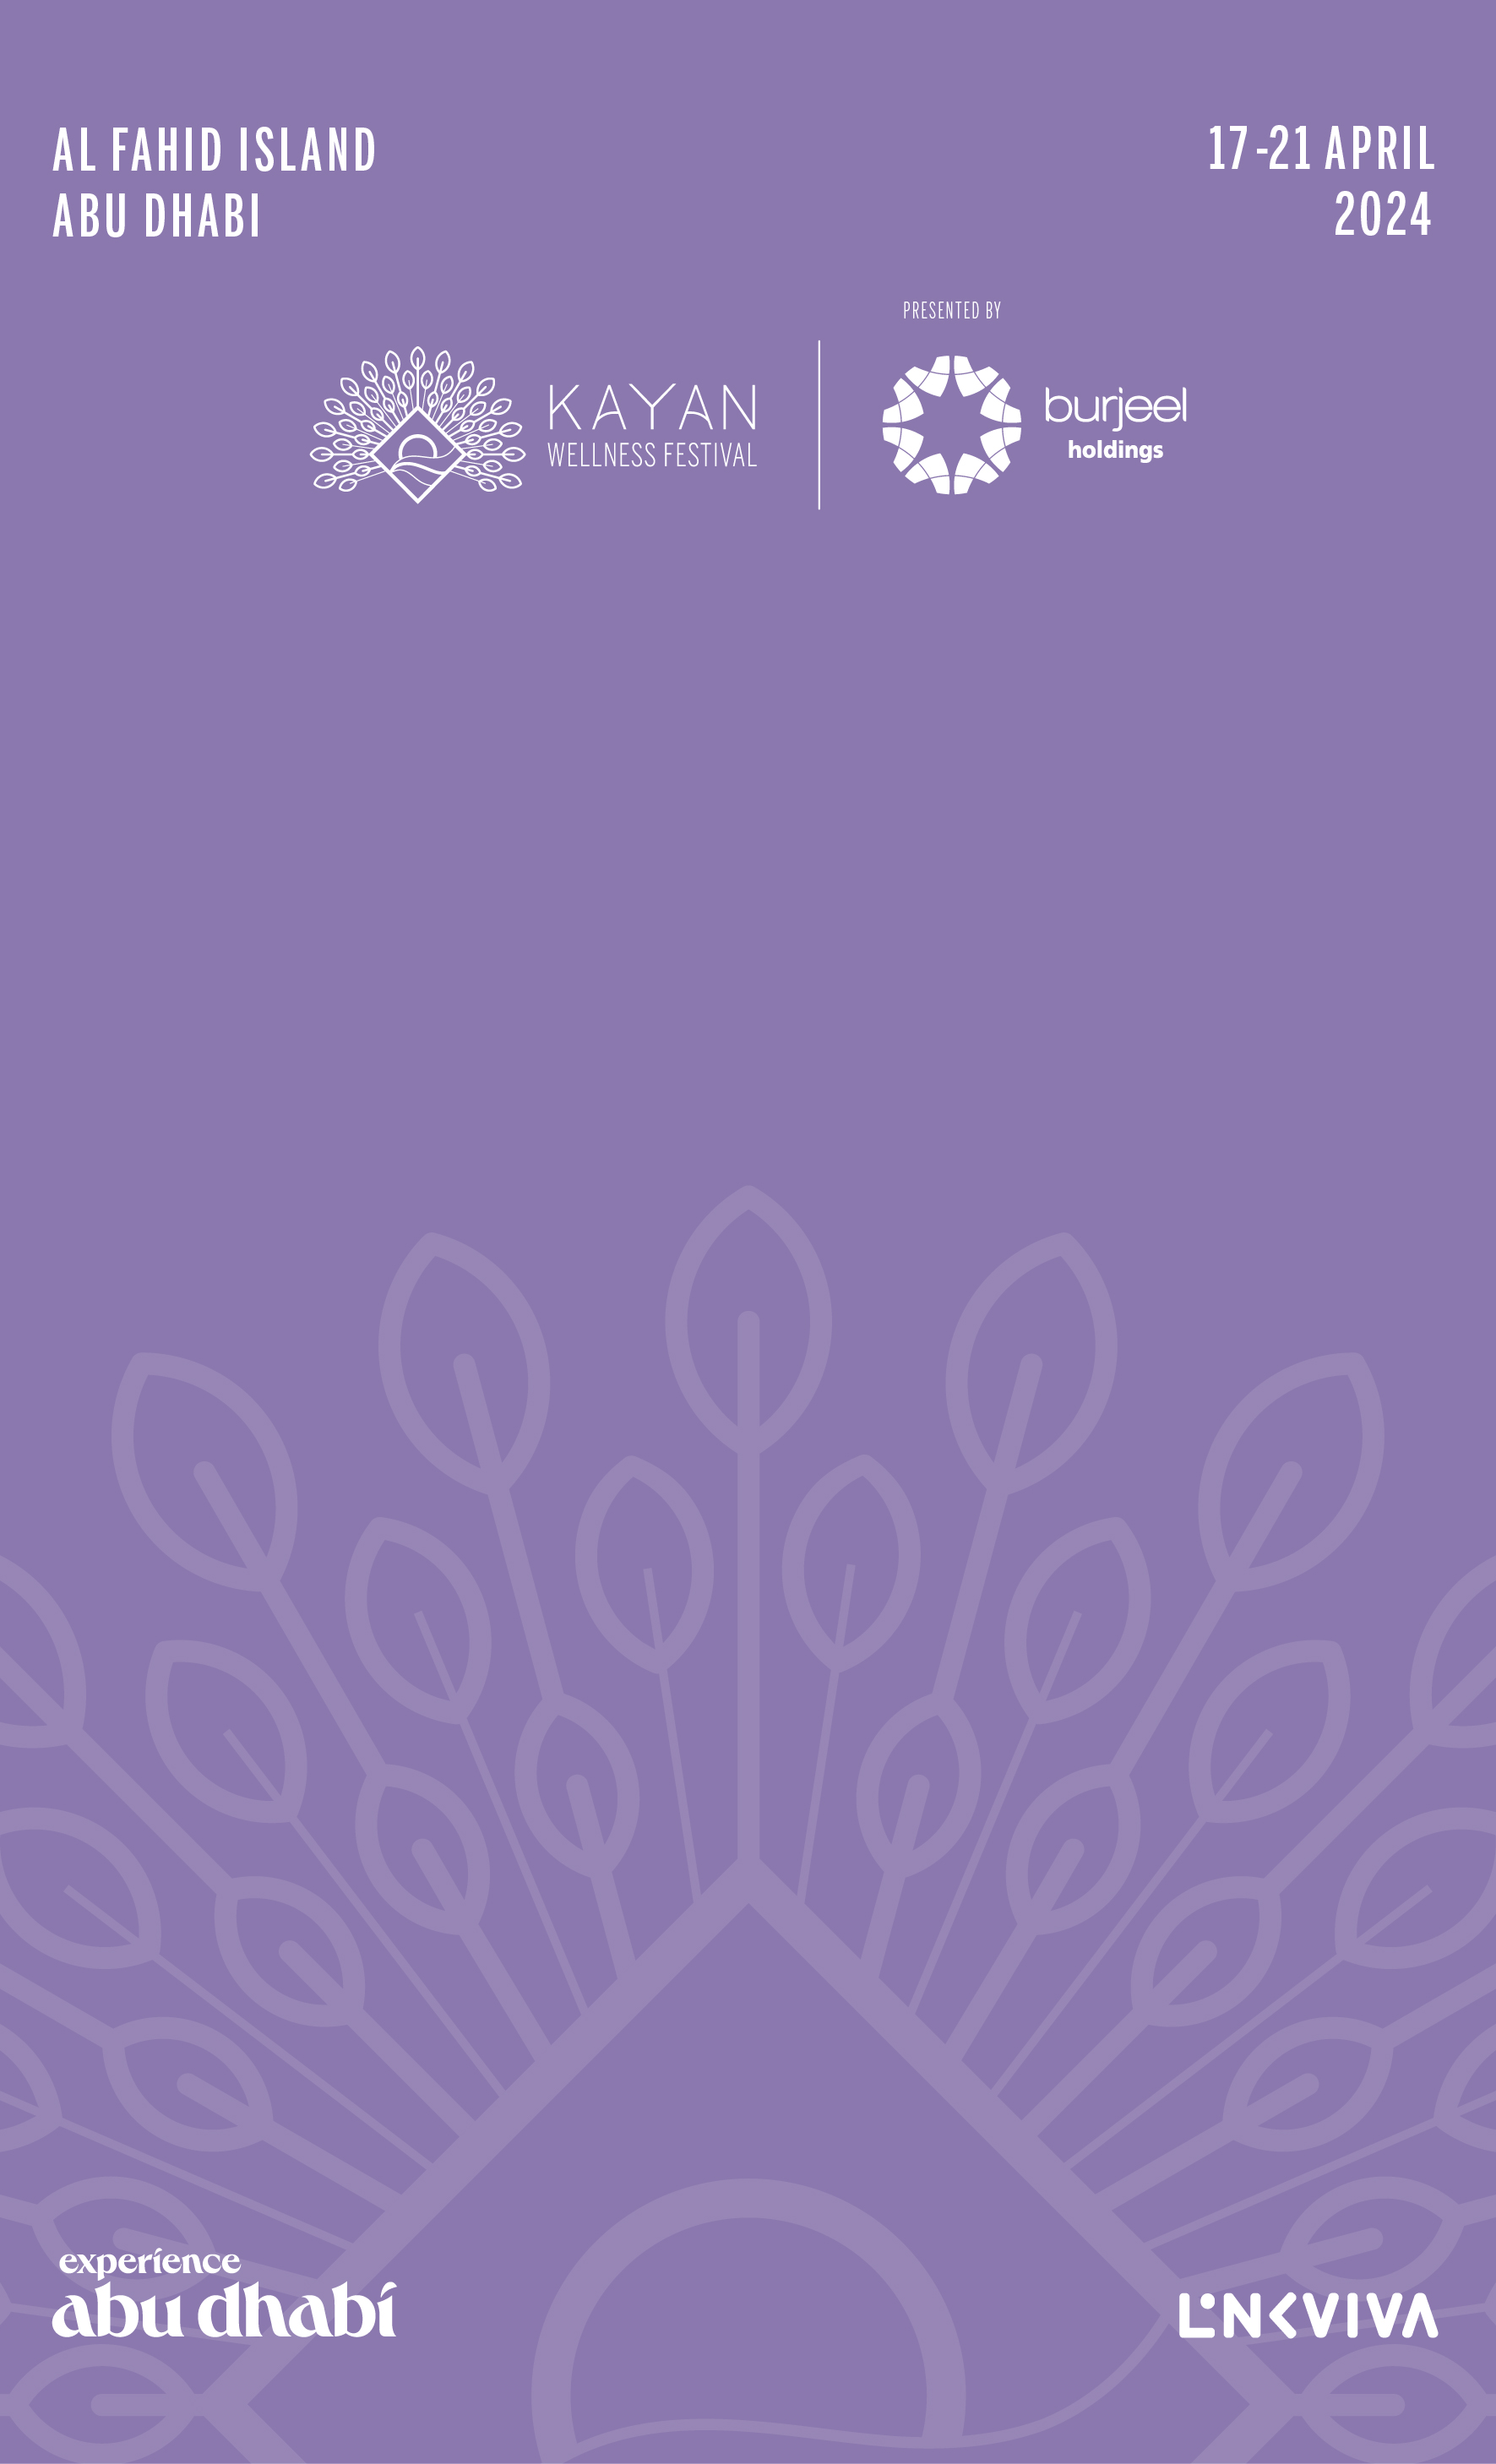 AL FAHID ISLAND
ABU DHABI
17-21 APRIL
2024
KAYAN
WELLNESS FESTIVAL
PRESENTED BY
burjeel
holdings
experience
abu dhabi
LINKVIVA